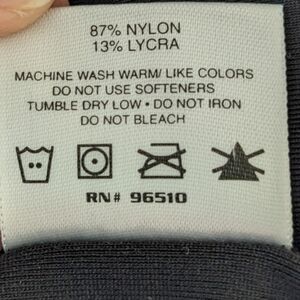 87% NYLON
13% LYCRA
MACHINE WASH WARM/ LIKE COLORS
DO NOT USE SOFTENERS
TUMBLE DRY LOW • DO NOT IRON
DO NOT BLEACH
RN# 96510